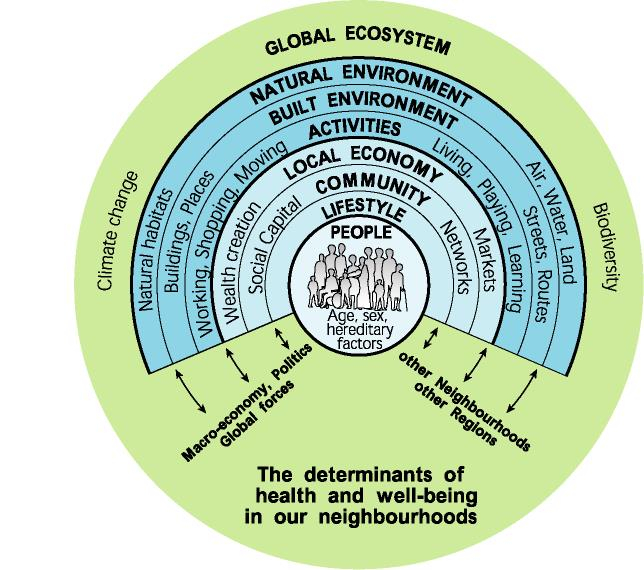 GLOBAL ECOSYSTEM
NATURAL ENVIRONMENT
BUILT ENVIRONMENT
ACTIVITIES
LOCAL ECONOMY
COMMUNITY
LIFESTYLE
PEOPLE
Age, sex,
hereditary
factors
Climate change
Natural habitats
Buildings, Places
Working, Shopping, Moving
Wealth creation
Social Capital
Networks
Markets
Living, Playing, Learning
Streets, Routes
Air, Water, Land
Biodiversity
Macro-economy, Politics
Global forces
other Neighbourhoods
other Regions
The determinants of
health and well-being
in our neighbourhoods